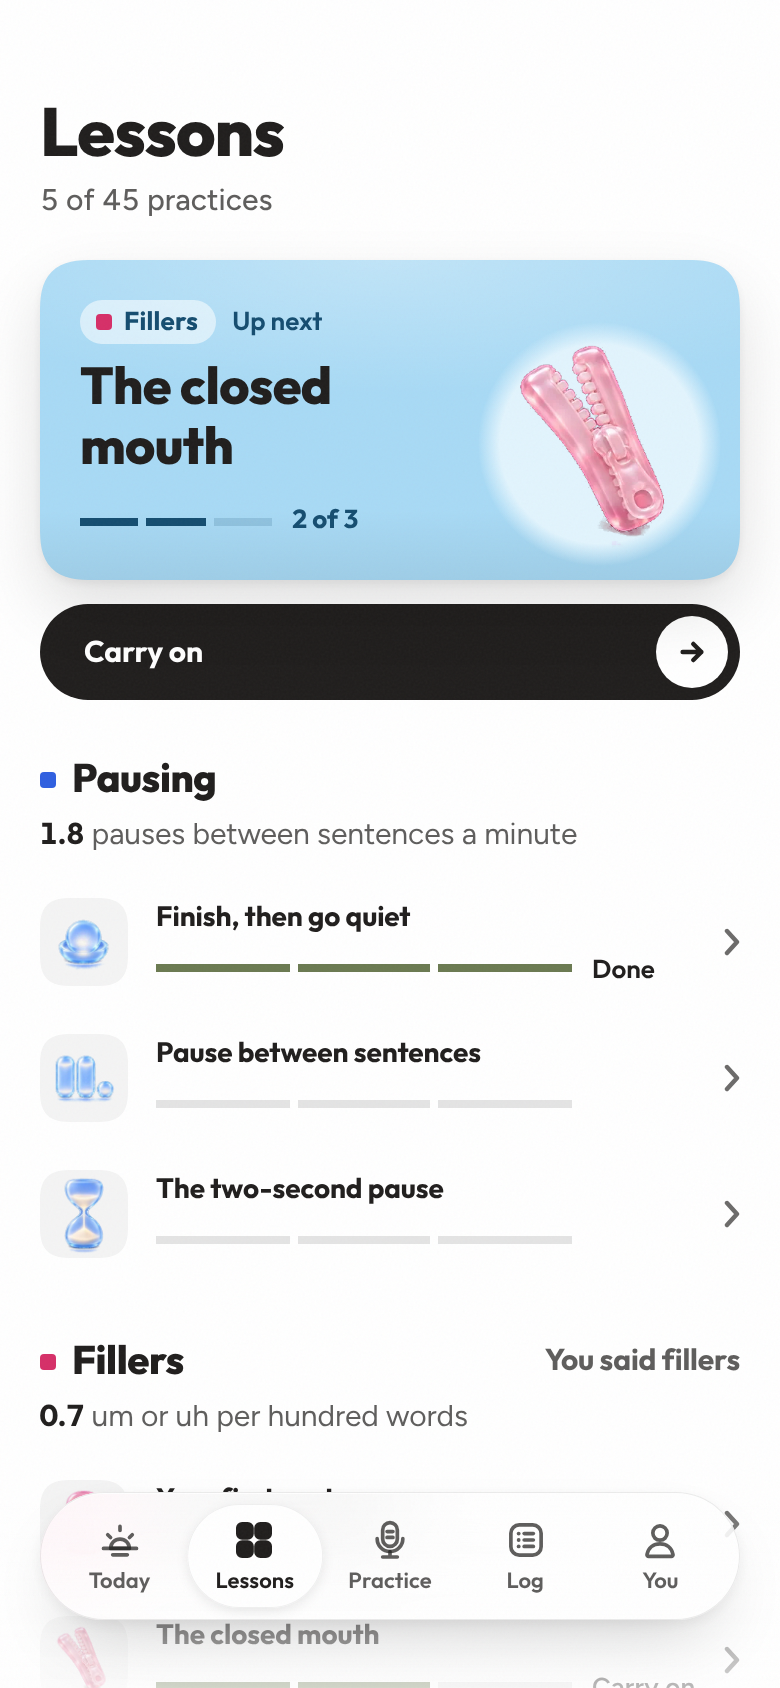 Lessons
5 of 45 practices
Fillers
Up next
The closed
mouth
2 of 3
Carry on
Pausing
1.8 pauses between sentences a minute
Finish, then go quiet
Done
Pause between sentences
The two-second pause
Fillers
You said fillers
0.7 um or uh per hundred words
Today
Lessons
Practice
Log
You
The closed mouth
Carry on